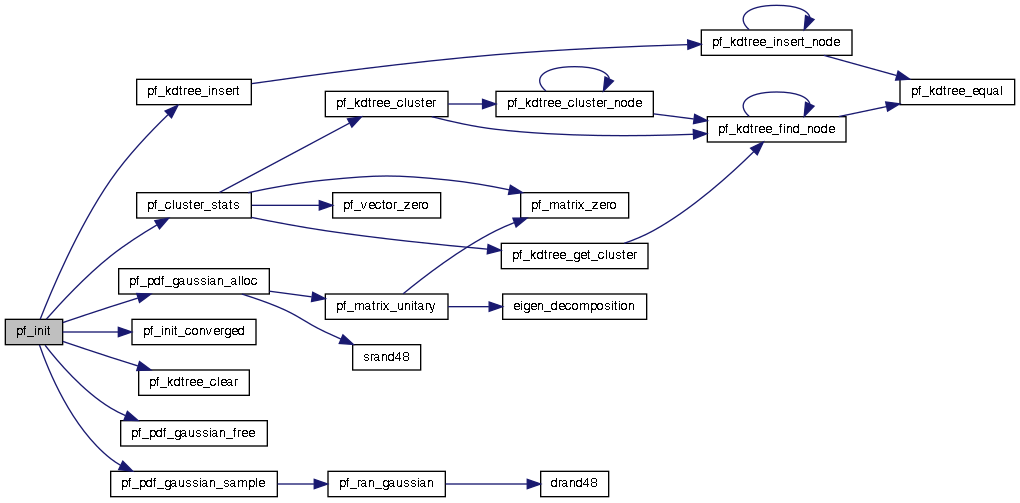 pf_kdtree_insert_node
pf_kdtree_insert
pf_kdtree_equal
pf_kdtree_cluster
pf_kdtree_cluster_node
pf_kdtree_find_node
pf_cluster_stats
pf_vector_zero
pf_matrix_zero
pf_kdtree_get_cluster
pf_pdf_gaussian_alloc
pf_matrix_unitary
eigen_decomposition
pf_init
pf_init_converged
srand48
pf_kdtree_clear
pf_pdf_gaussian_free
pf_pdf_gaussian_sample
pf_ran_gaussian
drand48